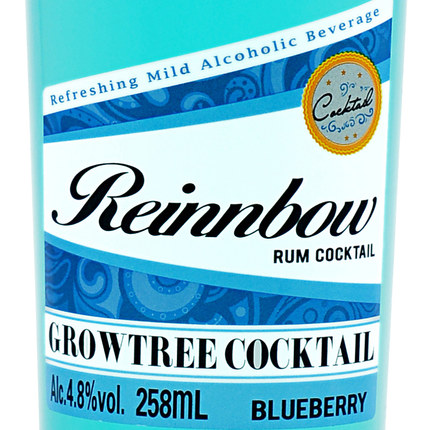 Refreshing Mild Alcoholic Beverage
Cocktail
Reinnbow
RUM COCKTAIL
GROWTREE COCKTAIL
Alc.4.8%vol. 258mL BLUEBERRY